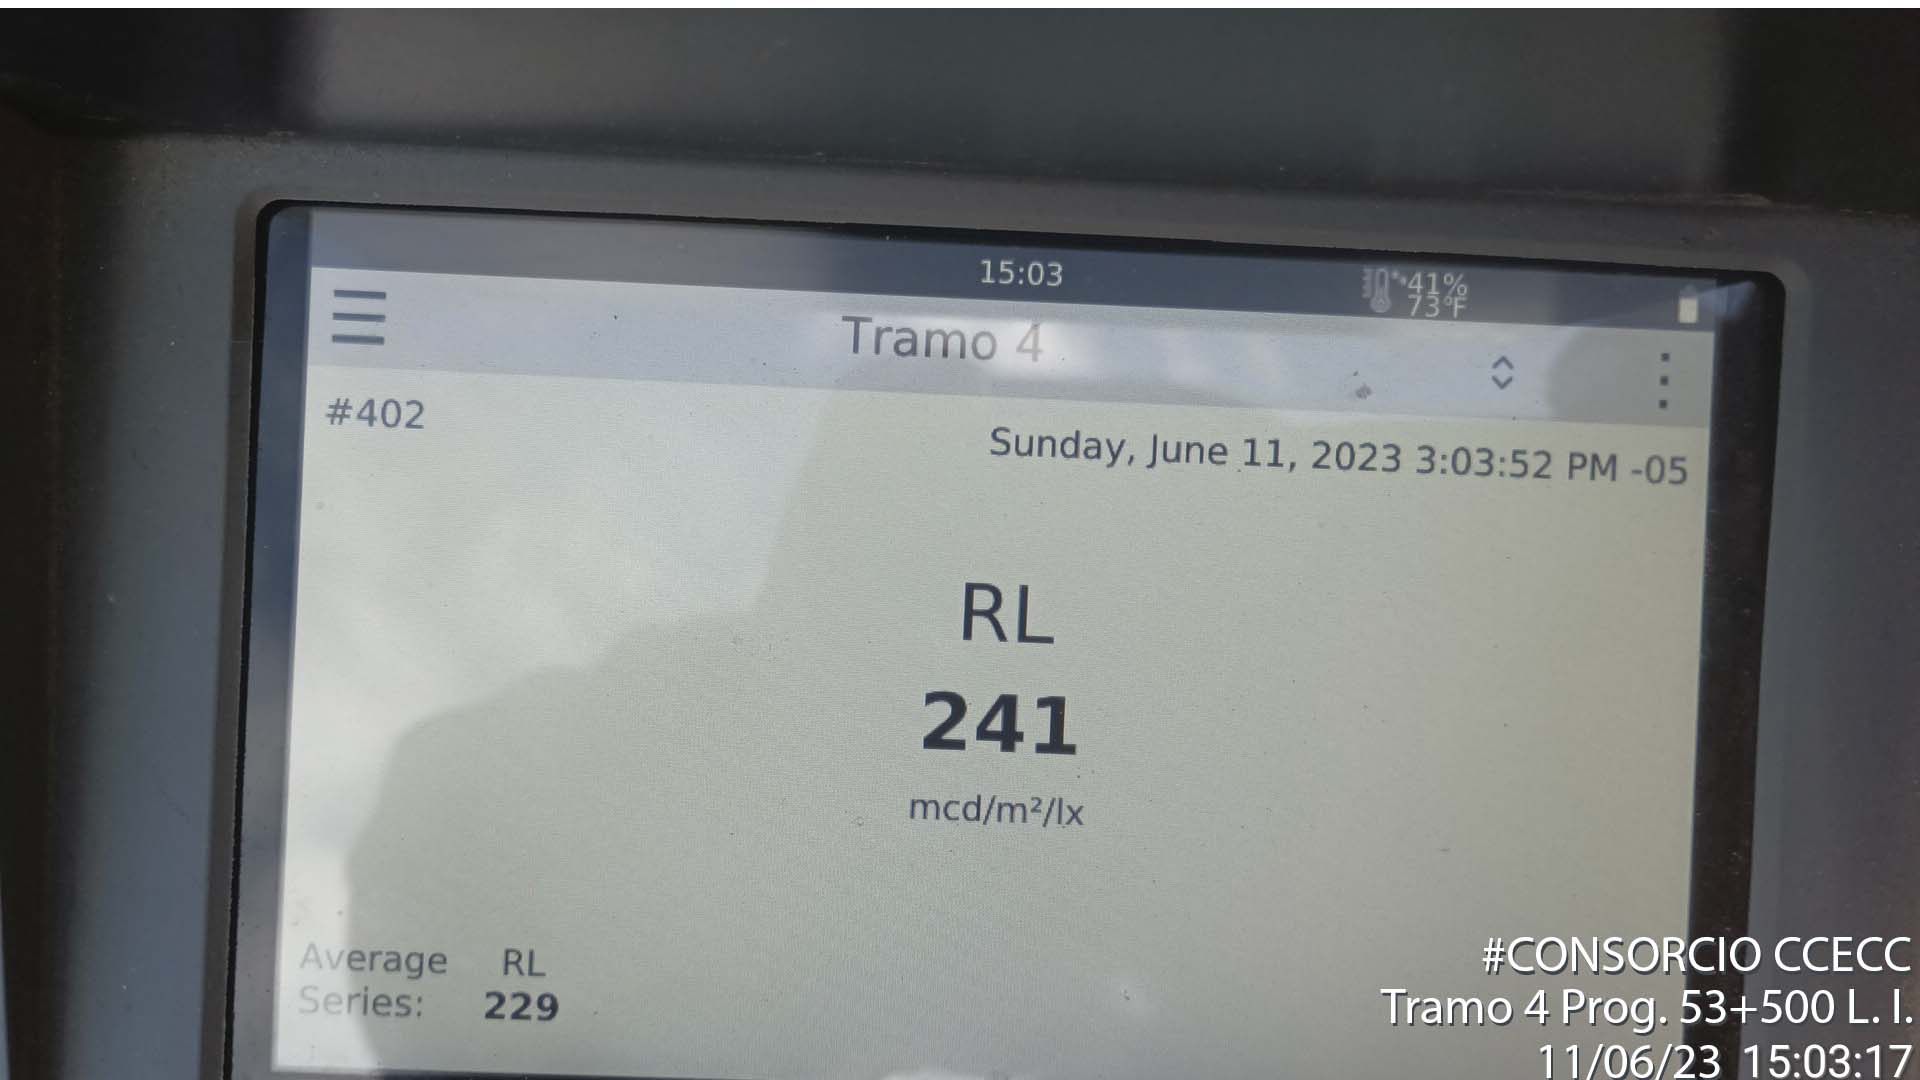 15:03
41%
73°F
Tramo 4
#402
Sunday, June 11, 2023 3:03:52 PM -05
RL
241
mcd/m²/lx
Average RL
Series: 229
#CONSORCIO CCECC
Tramo 4 Prog. 53+500 L. I.
11/06/23 15:03:17